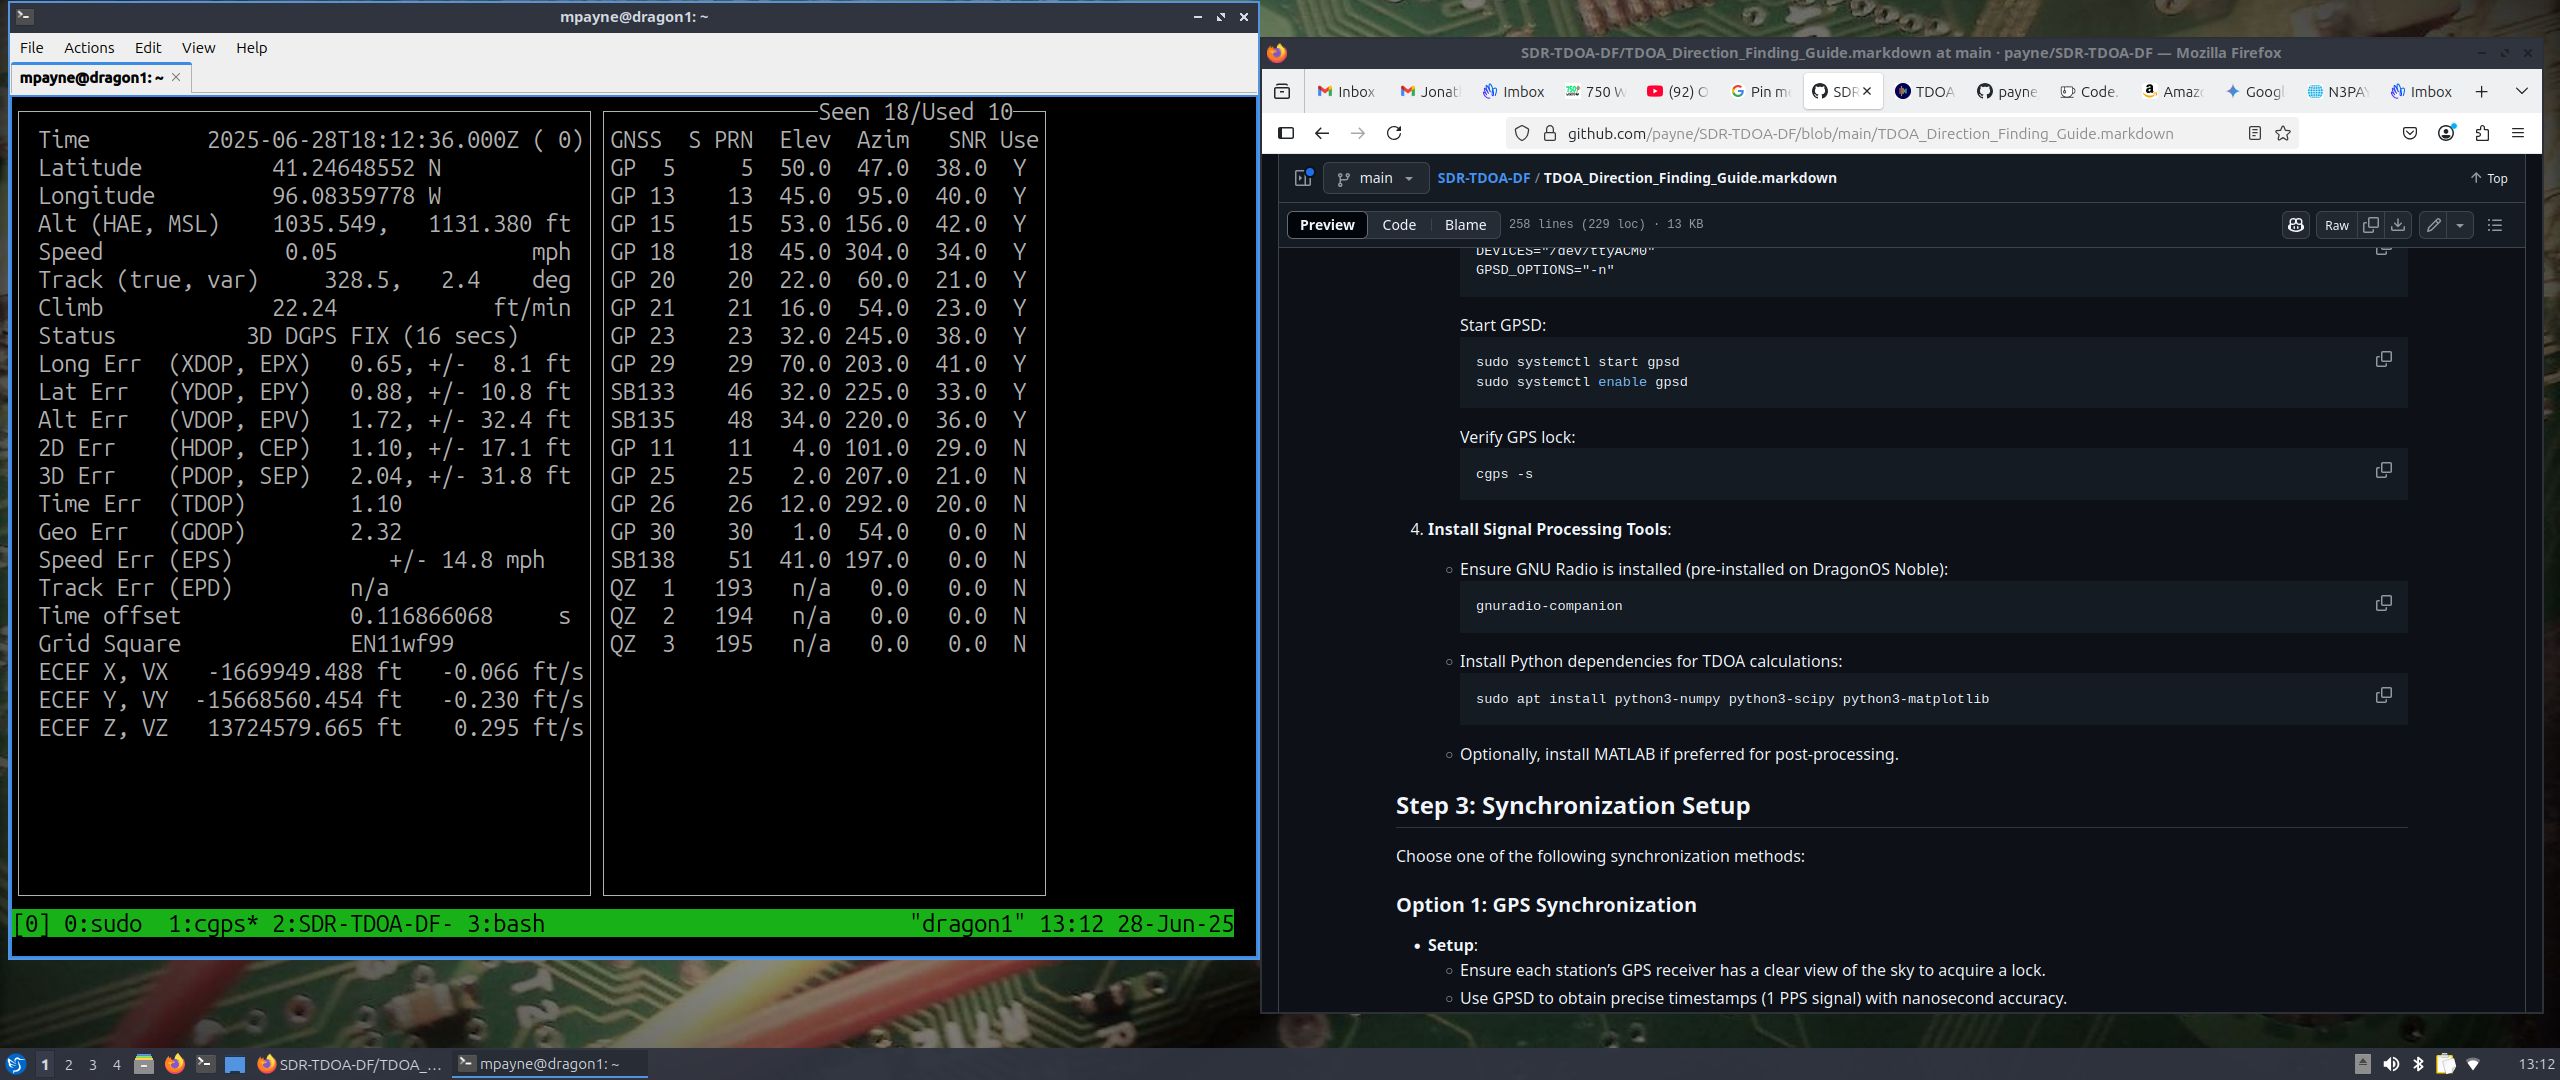 mpayne@dragon1: ~
File Actions Edit View Help
mpayne@dragon1: ~
Seen 18/Used 10
Time 2025-06-28T18:12:36.000Z ( 0)
Latitude 41.24648552 N
Longitude 96.08359778 W
Alt (HAE, MSL) 1035.549, 1131.380 ft
Speed 0.05 mph
Track (true, var) 328.5, 2.4 deg
Climb 22.24 ft/min
Status 3D DGPS FIX (16 secs)
Long Err (XDOP, EPX) 0.65, +/- 8.1 ft
Lat Err (YDOP, EPY) 0.88, +/- 10.8 ft
Alt Err (VDOP, EPV) 1.72, +/- 32.4 ft
2D Err (HDOP, CEP) 1.10, +/- 17.1 ft
3D Err (PDOP, SEP) 2.04, +/- 31.8 ft
Time Err (TDOP) 1.10
Geo Err (GDOP) 2.32
Speed Err (EPS) +/- 14.8 mph
Track Err (EPD) n/a
Time offset 0.116866068 s
Grid Square EN11wf99
ECEF X, VX -1669949.488 ft -0.066 ft/s
ECEF Y, VY -15668560.454 ft -0.230 ft/s
ECEF Z, VZ 13724579.665 ft 0.295 ft/s
GNSS S PRN Elev Azim SNR Use
GP 5 5 50.0 47.0 38.0 Y
GP 13 13 45.0 95.0 40.0 Y
GP 15 15 53.0 156.0 42.0 Y
GP 18 18 45.0 304.0 34.0 Y
GP 20 20 22.0 60.0 21.0 Y
GP 21 21 16.0 54.0 23.0 Y
GP 23 23 32.0 245.0 38.0 Y
GP 29 29 70.0 203.0 41.0 Y
SB133 46 32.0 225.0 33.0 Y
SB135 48 34.0 220.0 36.0 Y
GP 11 11 4.0 101.0 29.0 N
GP 25 25 2.0 207.0 21.0 N
GP 26 26 12.0 292.0 20.0 N
GP 30 30 1.0 54.0 0.0 N
SB138 51 41.0 197.0 0.0 N
QZ 1 193 n/a 0.0 0.0 N
QZ 2 194 n/a 0.0 0.0 N
QZ 3 195 n/a 0.0 0.0 N
[0] 0:sudo 1:cgps* 2:SDR-TDOA-DF- 3:bash "dragon1" 13:12 28-Jun-25
SDR-TDOA-DF/TDOA_Direction_Finding_Guide.markdown at main · payne/SDR-TDOA-DF — Mozilla Firefox
Inbox Jonat Imbox 750 W (92) O Pin m SDR TDOA payne Code. Amaz Googl N3PAY Imbox
github.com/payne/SDR-TDOA-DF/blob/main/TDOA_Direction_Finding_Guide.markdown
main SDR-TDOA-DF / TDOA_Direction_Finding_Guide.markdown Top
Preview Code Blame 258 lines (229 loc) · 13 KB Raw
DEVICES="/dev/ttyACM0"
GPSD_OPTIONS="-n"
Start GPSD:
sudo systemctl start gpsd
sudo systemctl enable gpsd
Verify GPS lock:
cgps -s
4. Install Signal Processing Tools:
Ensure GNU Radio is installed (pre-installed on DragonOS Noble):
gnuradio-companion
Install Python dependencies for TDOA calculations:
sudo apt install python3-numpy python3-scipy python3-matplotlib
Optionally, install MATLAB if preferred for post-processing.
Step 3: Synchronization Setup
Choose one of the following synchronization methods:
Option 1: GPS Synchronization
Setup:
Ensure each station’s GPS receiver has a clear view of the sky to acquire a lock.
Use GPSD to obtain precise timestamps (1 PPS signal) with nanosecond accuracy.
1 2 3 4 SDR-TDOA-DF/TDOA_... mpayne@dragon1: ~ 13:12